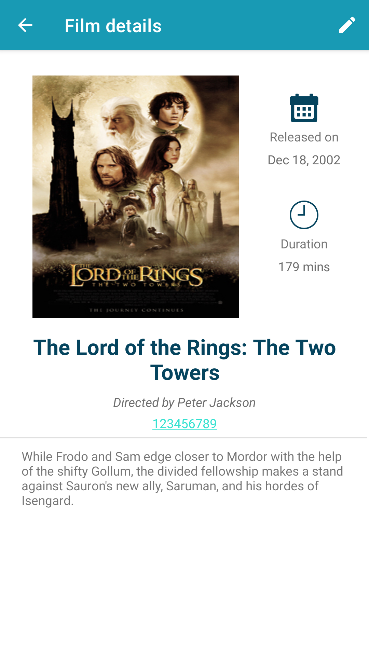 Film details
Released on
Dec 18, 2002
Duration
179 mins
THE
LORD OF THE RINGS
THE TWO TOWERS
THE JOURNEY CONTINUES
The Lord of the Rings: The Two
Towers
Directed by Peter Jackson
123456789
While Frodo and Sam edge closer to Mordor with the help
of the shifty Gollum, the divided fellowship makes a stand
against Sauron's new ally, Saruman, and his hordes of
Isengard.